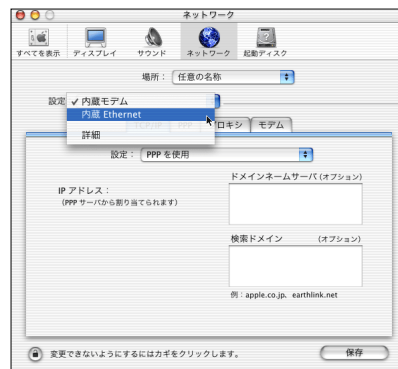 ネットワーク
すべてを表示 ディスプレイ サウンド ネットワーク 起動ディスク
場所： 任意の名称
設定 ✓ 内蔵モデム
内蔵 Ethernet
詳細
TCP/IP PPP プロキシ モデム
設定： PPP を使用
ドメインネームサーバ (オプション)
IP アドレス：
（PPP サーバから割り当てられます）
検索ドメイン (オプション)
例：apple.co.jp、earthlink.net
変更できないようにするにはカギをクリックします。 保存